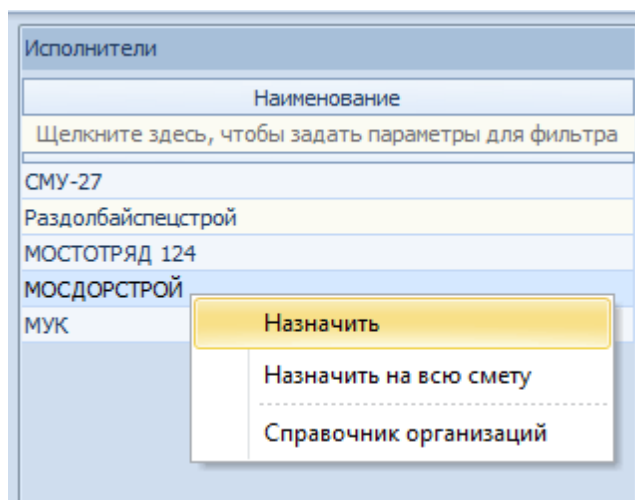 Исполнители
Наименование
Щелкните здесь, чтобы задать параметры для фильтра
СМУ-27
Раздолбайспецстрой
МОСТОТРЯД 124
МОСДОРСТРОЙ
МУК
Назначить
Назначить на всю смету
Справочник организаций